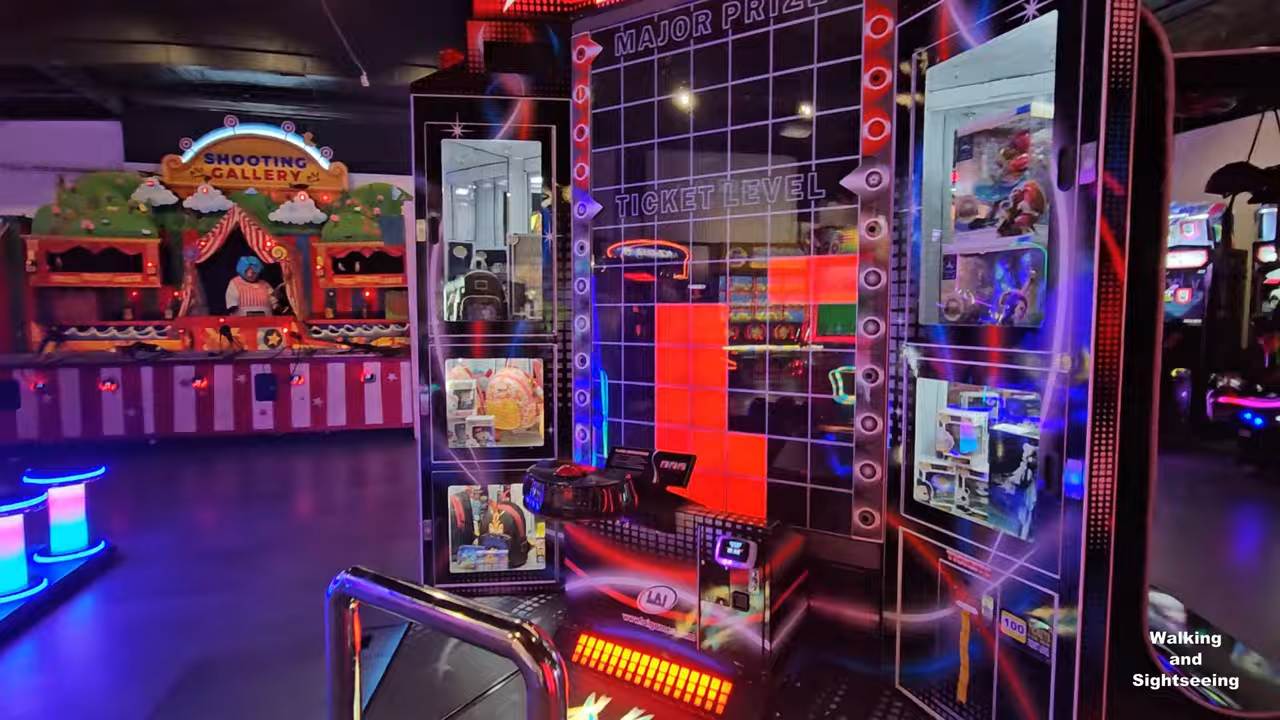 MAJOR PRIZE
SHOOTING
GALLERY
TICKET LEVEL
LAI
100
Walking
and
Sightseeing